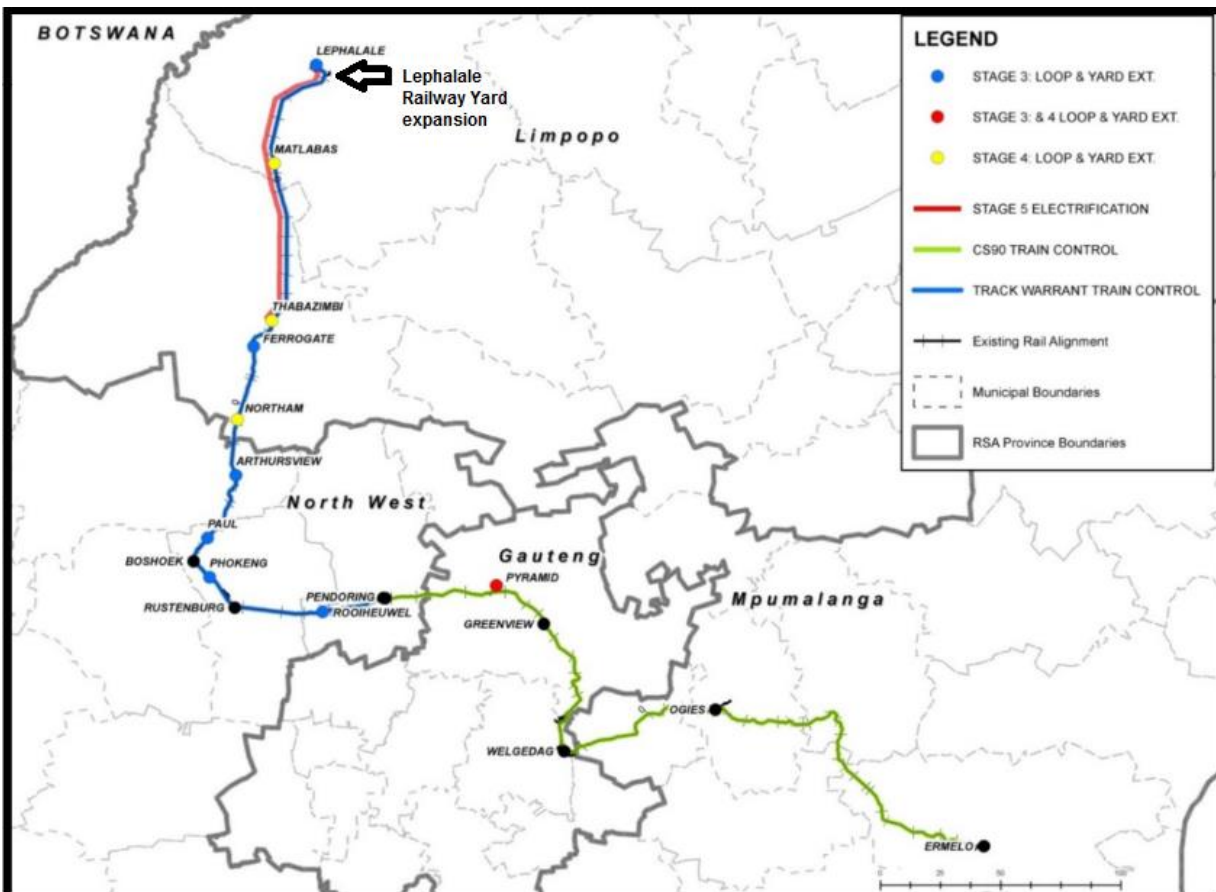 BOTSWANA
LEPHALALE
Lephalale
Railway Yard
expansion
Limpopo
MATLABAS
THABAZIMBI
FERROGATE
NORTHAM
ARTHURSVIEW
North West
PAUL
BOSHOEK
PHOKENG
RUSTENBURG
PENDORING
ROOIHEUWEL
Gauteng
PYRAMID
GREENVIEW
Mpumalanga
OGIES
WELGEDAG
ERMELO
LEGEND
STAGE 3: LOOP & YARD EXT.
STAGE 3: & 4 LOOP & YARD EXT.
STAGE 4: LOOP & YARD EXT.
STAGE 5 ELECTRIFICATION
CS90 TRAIN CONTROL
TRACK WARRANT TRAIN CONTROL
Existing Rail Alignment
Municipal Boundaries
RSA Province Boundaries
0 50 100